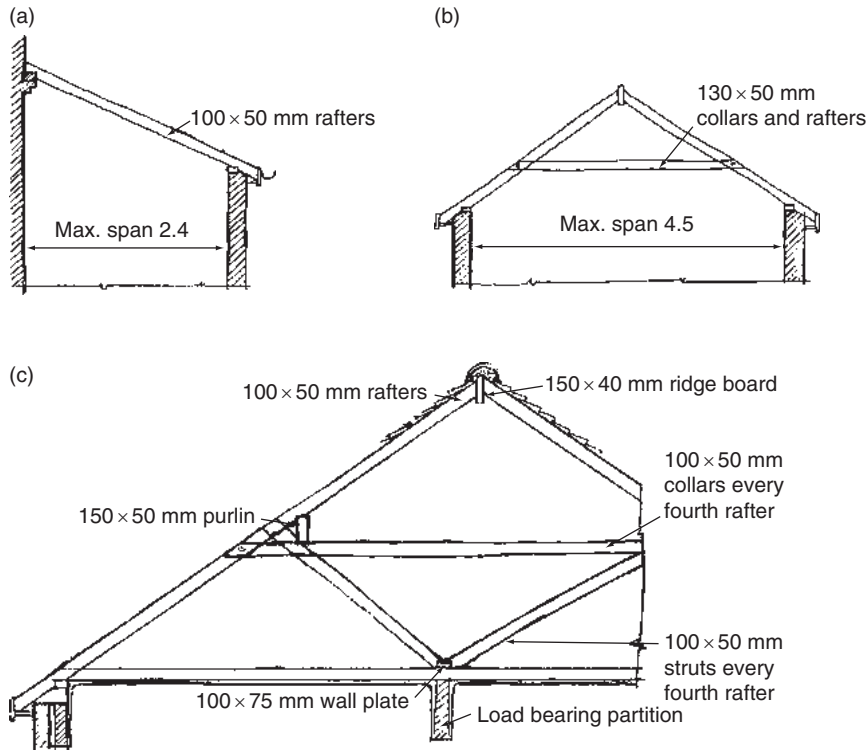 (a)
100 × 50 mm rafters
Max. span 2.4
(b)
130 × 50 mm
collars and rafters
Max. span 4.5
(c)
100 × 50 mm rafters
150 × 40 mm ridge board
100 × 50 mm
collars every
fourth rafter
150 × 50 mm purlin
100 × 50 mm
struts every
fourth rafter
100 × 75 mm wall plate
Load bearing partition